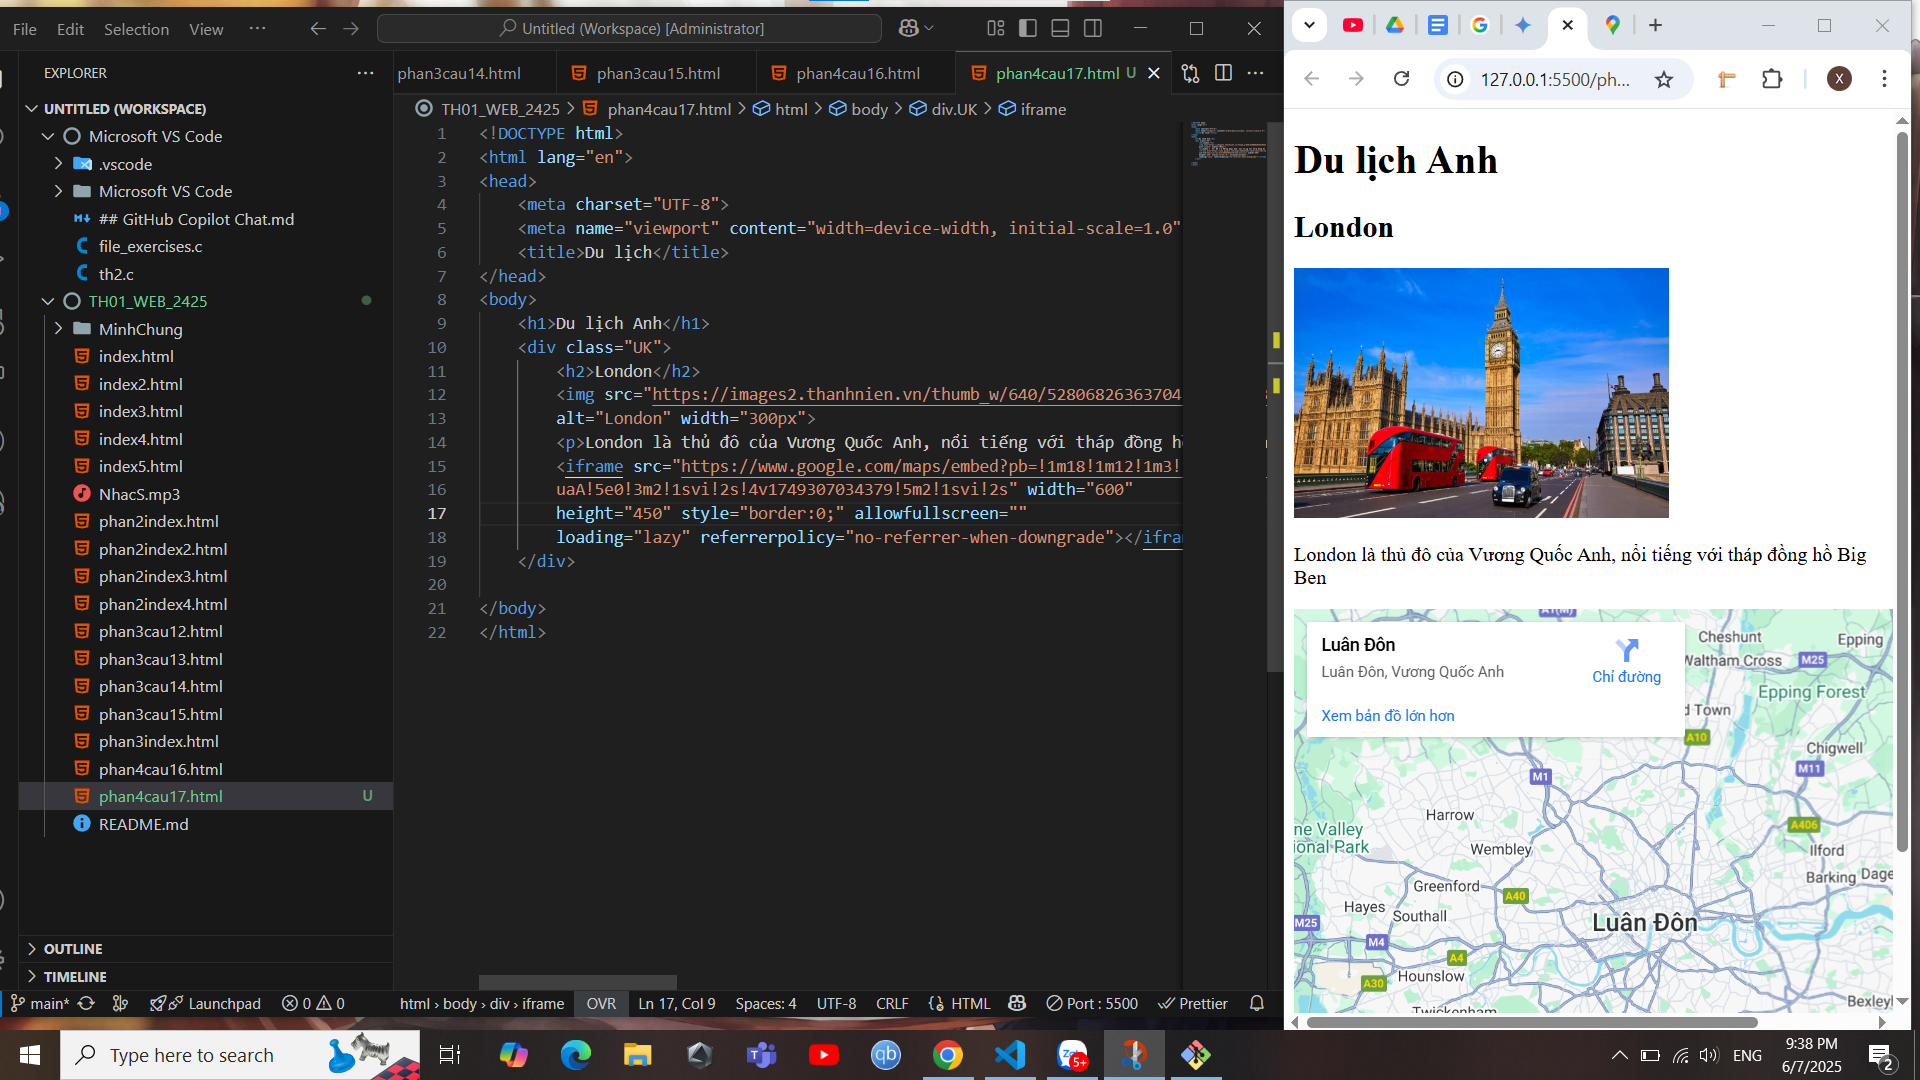 File Edit Selection View ··· Untitled (Workspace) [Administrator]
EXPLORER
UNTITLED (WORKSPACE)
Microsoft VS Code
.vscode
Microsoft VS Code
## GitHub Copilot Chat.md
file_exercises.c
th2.c
TH01_WEB_2425
MinhChung
index.html
index2.html
index3.html
index4.html
index5.html
NhacS.mp3
phan2index.html
phan2index2.html
phan2index3.html
phan2index4.html
phan3cau12.html
phan3cau13.html
phan3cau14.html
phan3cau15.html
phan3index.html
phan4cau16.html
phan4cau17.html U
README.md
OUTLINE
TIMELINE
phan3cau14.html phan3cau15.html phan4cau16.html phan4cau17.html U
TH01_WEB_2425 > phan4cau17.html > html > body > div.UK > iframe
1 <!DOCTYPE html>
2 <html lang="en">
3 <head>
4 <meta charset="UTF-8">
5 <meta name="viewport" content="width=device-width, initial-scale=1.0"
6 <title>Du lịch</title>
7 </head>
8 <body>
9 <h1>Du lịch Anh</h1>
10 <div class="UK">
11 <h2>London</h2>
12 <img src="https://images2.thanhnien.vn/thumb_w/640/52806826363704
13 alt="London" width="300px">
14 <p>London là thủ đô của Vương Quốc Anh, nổi tiếng với tháp đồng h
15 <iframe src="https://www.google.com/maps/embed?pb=!1m18!1m12!1m3!
16 uaA!5e0!3m2!1svi!2s!4v1749307034379!5m2!1svi!2s" width="600"
17 height="450" style="border:0;" allowfullscreen=""
18 loading="lazy" referrerpolicy="no-referrer-when-downgrade"></ifra
19 </div>
20
21 </body>
22 </html>
main* Launchpad 0 0 html › body › div › iframe OVR Ln 17, Col 9 Spaces: 4 UTF-8 CRLF HTML Port : 5500 Prettier
127.0.0.1:5500/ph... X
Du lịch Anh
London
London là thủ đô của Vương Quốc Anh, nổi tiếng với tháp đồng hồ Big
Ben
Luân Đôn
Luân Đôn, Vương Quốc Anh
Chỉ đường
Xem bản đồ lớn hơn
A1(M)
Cheshunt
Epping
Waltham Cross
M25
Epping Forest
d Town
A10
Chigwell
M11
M1
Harrow
A406
ne Valley
ional Park
Wembley
Ilford
Barking
Dage
Greenford
A40
Hayes
Southall
Luân Đôn
M25
M4
A4
Hounslow
A30
Twickenham
Bexley
Type here to search
5+
ENG
9:38 PM
6/7/2025
2